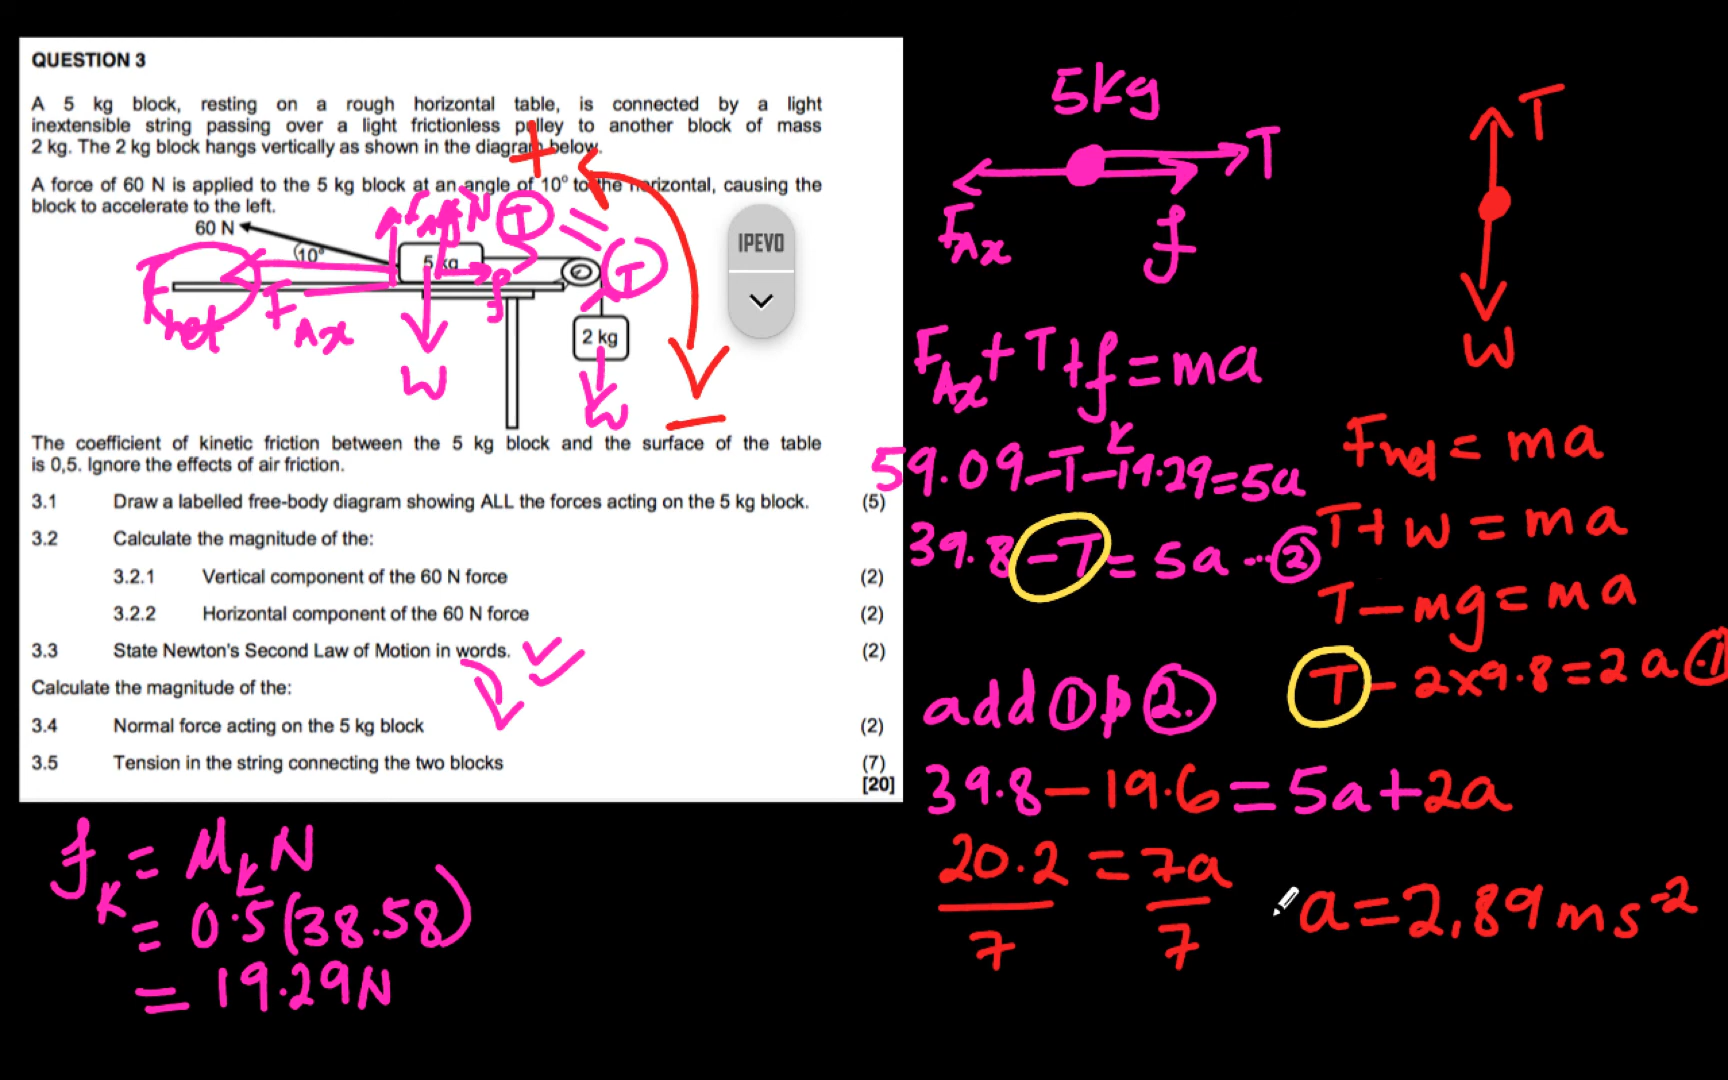 QUESTION 3
A 5 kg block, resting on a rough horizontal table, is connected by a light
inextensible string passing over a light frictionless pulley to another block of mass
2 kg. The 2 kg block hangs vertically as shown in the diagram below.
A force of 60 N is applied to the 5 kg block at an angle of 10° to the horizontal, causing the
block to accelerate to the left.
60 N
10°
5 kg
2 kg
N
T
=
T
+
−
f
Fnet
FAx
W
W
IPEVO
The coefficient of kinetic friction between the 5 kg block and the surface of the table
is 0,5. Ignore the effects of air friction.
3.1 Draw a labelled free-body diagram showing ALL the forces acting on the 5 kg block. (5)
3.2 Calculate the magnitude of the:
3.2.1 Vertical component of the 60 N force (2)
3.2.2 Horizontal component of the 60 N force (2)
3.3 State Newton's Second Law of Motion in words. (2)
Calculate the magnitude of the:
3.4 Normal force acting on the 5 kg block (2)
3.5 Tension in the string connecting the two blocks (7)
[20]
fK = μkN
= 0.5(38.58)
= 19.29N
5kg
T
FAx
f
FAx + T + f = ma
59.09 − T − 19.29 = 5a
39.8 − T = 5a ... ②
add ① & ②.
39.8 − 19.6 = 5a + 2a
20.2 = 7a
7 7
a = 2,89 ms-2
T
W
Fnet = ma
T + W = ma
T − mg = ma
T − 2×9.8 = 2a ..①